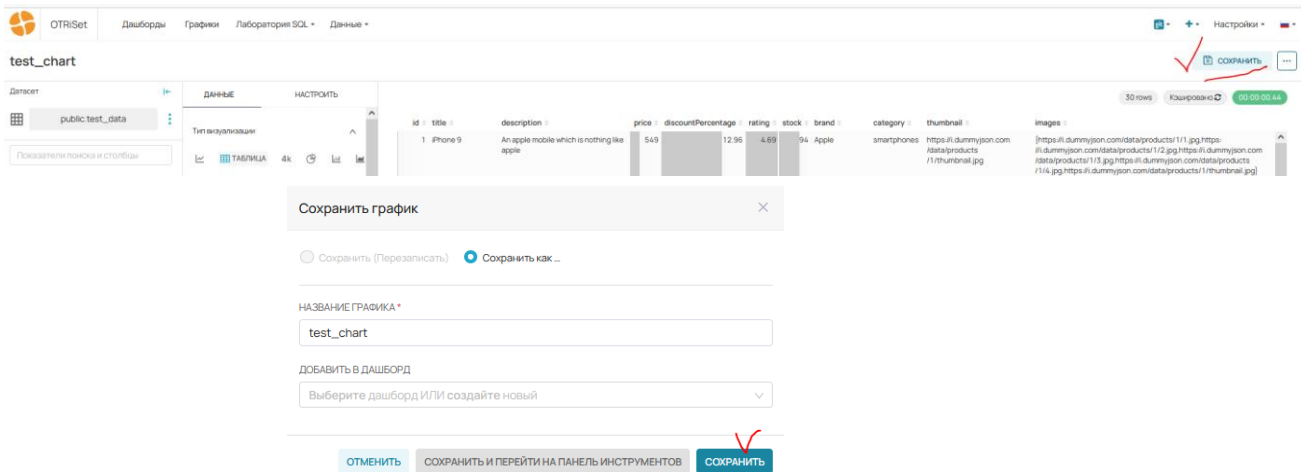 OTRiSet Дашборды Графики Лаборатория SQL Данные Настройки
test_chart СОХРАНИТЬ ...
Датасет ДАННЫЕ НАСТРОИТЬ 30 rows Кэшировано 00:00:00.44
public.test_data
id title description price discountPercentage rating stock brand category thumbnail images
Тип визуализации
1 iPhone 9 An apple mobile which is nothing like apple 549 12.96 4.69 94 Apple smartphones https://i.dummyjson.com/data/products/1/thumbnail.jpg [https://i.dummyjson.com/data/products/1/1.jpg,https://i.dummyjson.com/data/products/1/2.jpg,https://i.dummyjson.com/data/products/1/3.jpg,https://i.dummyjson.com/data/products/1/4.jpg,https://i.dummyjson.com/data/products/1/thumbnail.jpg]
Показатели поиска и столбцы
ТАБЛИЦА 4k
Сохранить график
Сохранить (Перезаписать) Сохранить как ...
НАЗВАНИЕ ГРАФИКА *
test_chart
ДОБАВИТЬ В ДАШБОРД
Выберите дашборд ИЛИ создайте новый
ОТМЕНИТЬ СОХРАНИТЬ И ПЕРЕЙТИ НА ПАНЕЛЬ ИНСТРУМЕНТОВ СОХРАНИТЬ